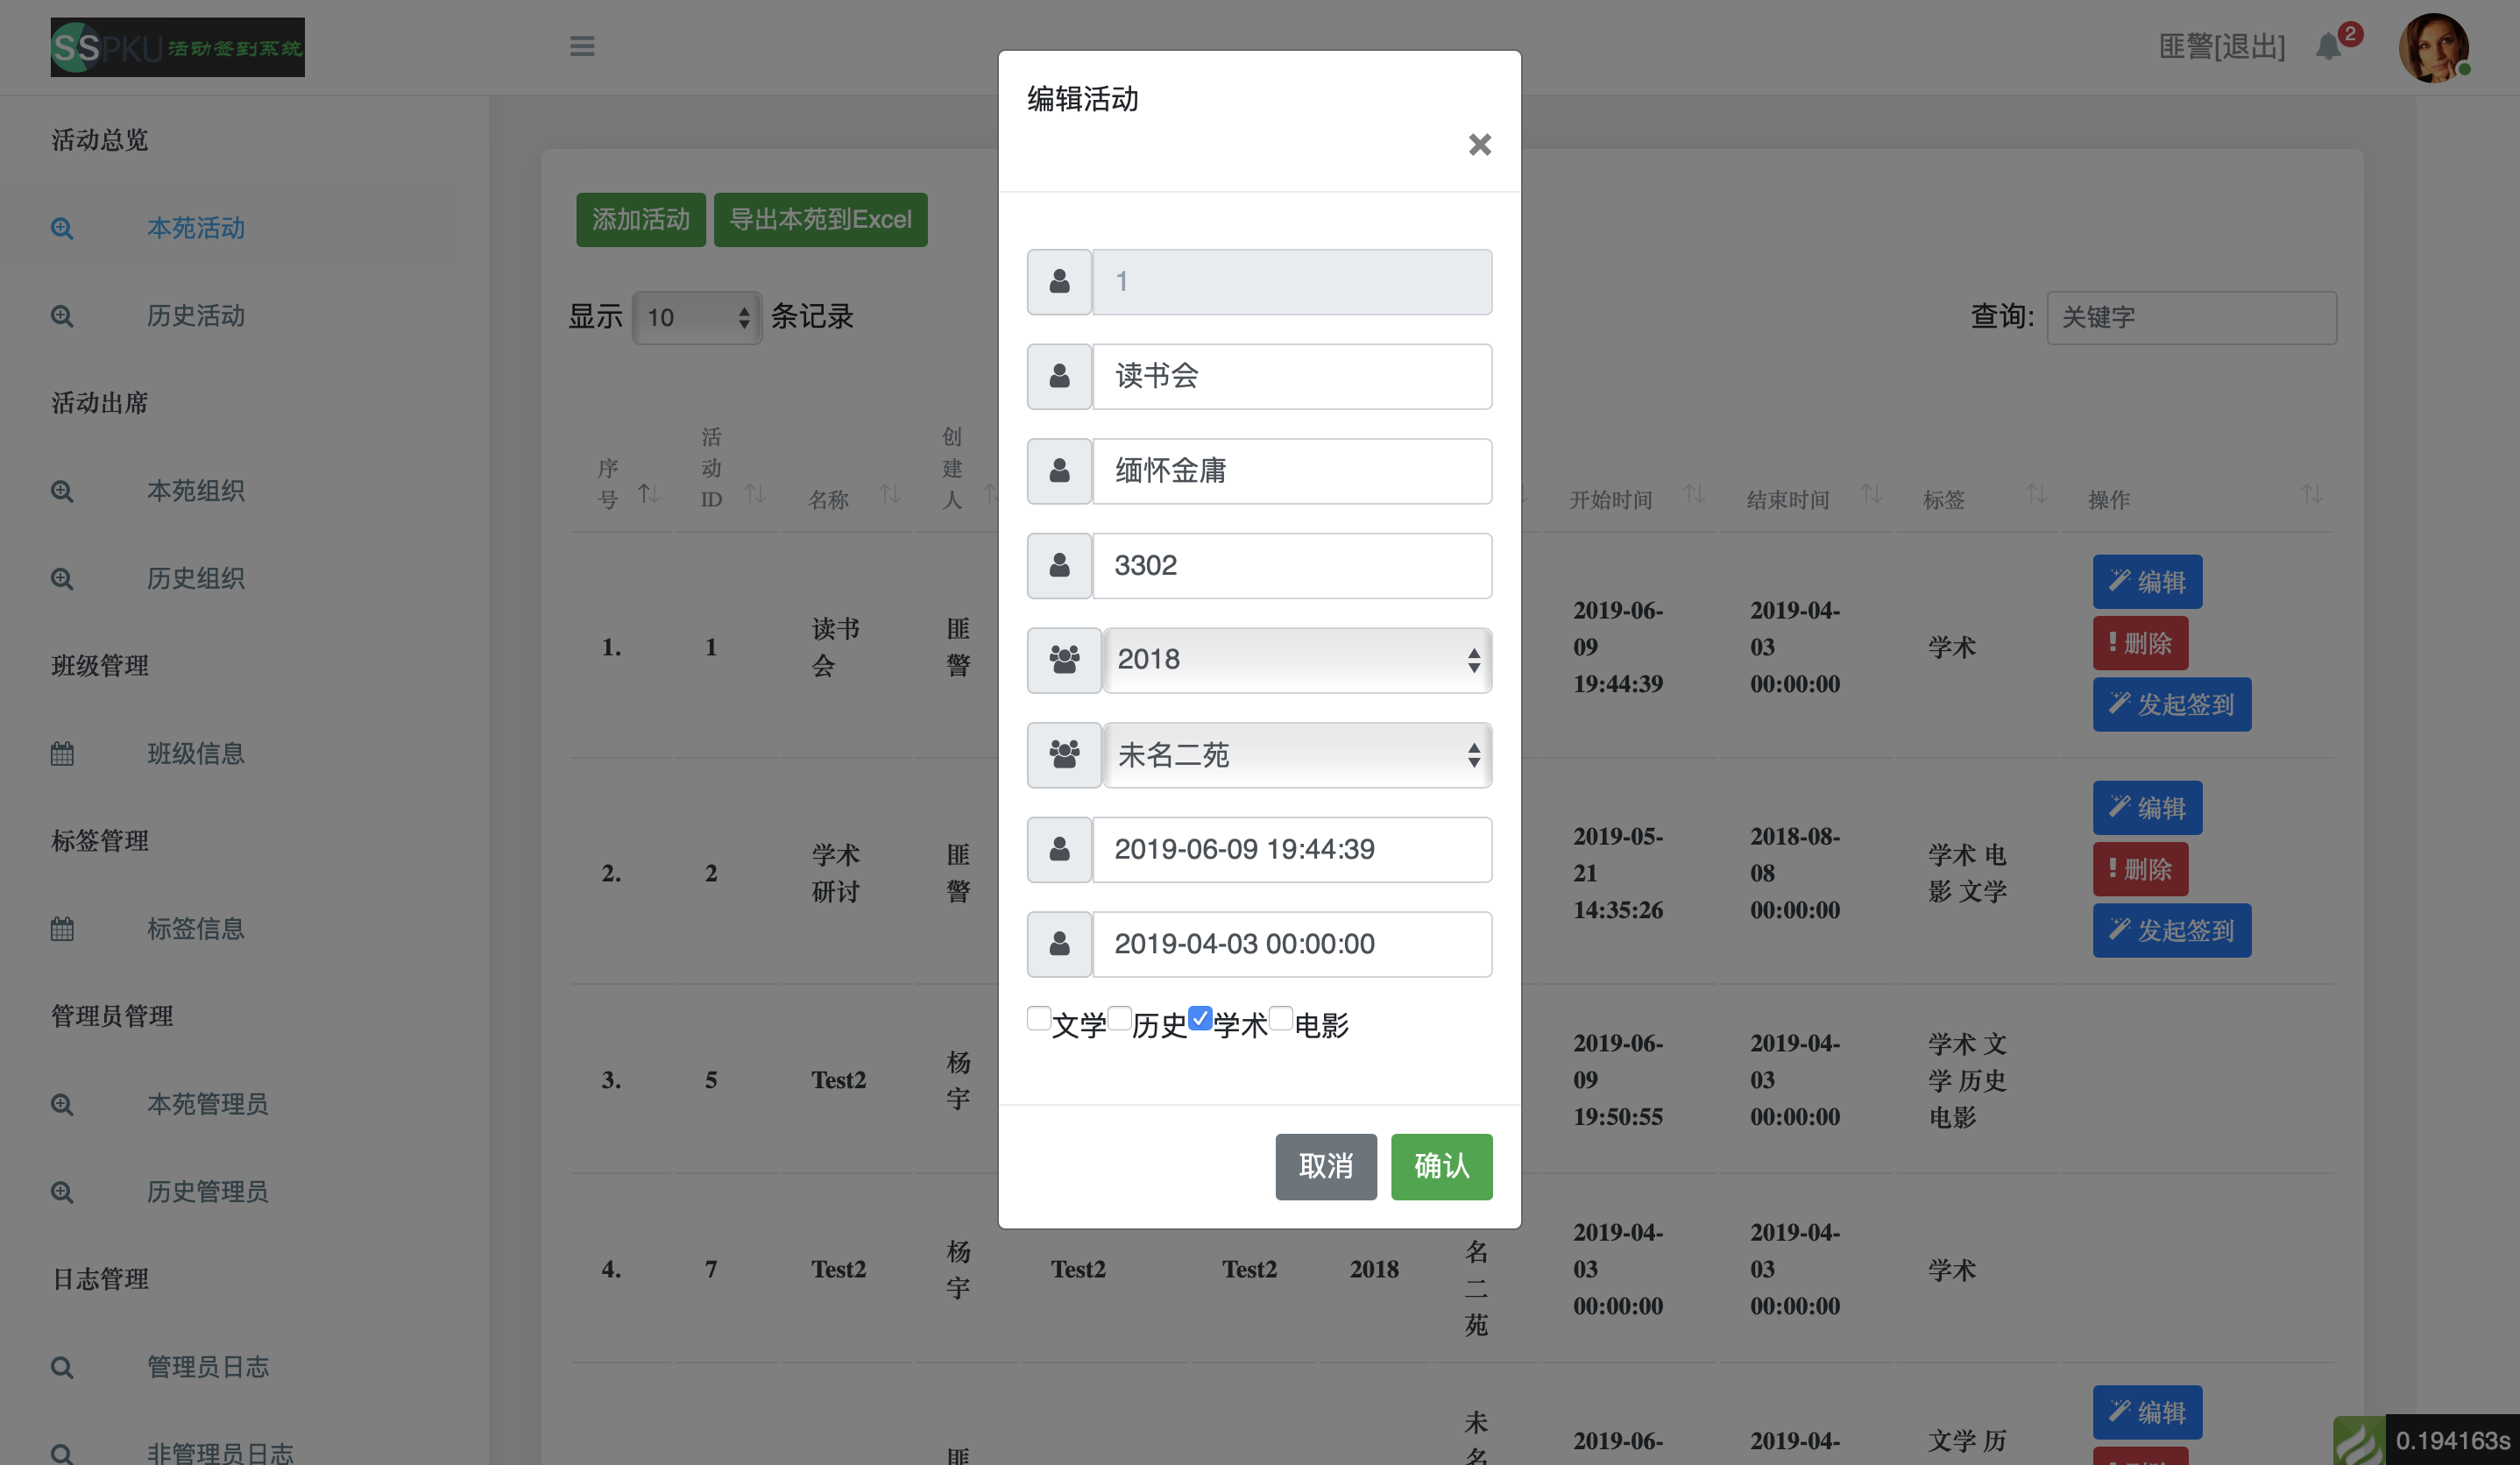 SSPKU 活动签到系统
匪警[退出]
2
活动总览
本苑活动
历史活动
活动出席
本苑组织
历史组织
班级管理
班级信息
标签管理
标签信息
管理员管理
本苑管理员
历史管理员
日志管理
管理员日志
非管理员日志
添加活动
导出本苑到Excel
显示 10 条记录
查询: 关键字
序号
活动ID
名称
创建人
开始时间
结束时间
标签
操作
1.
1
读书
会
匪
警
2019-06-
09
19:44:39
2019-04-
03
00:00:00
学术
编辑
删除
发起签到
2.
2
学术
研讨
匪
警
2019-05-
21
14:35:26
2018-08-
08
00:00:00
学术 电
影 文学
编辑
删除
发起签到
3.
5
Test2
杨
宇
2019-06-
09
19:50:55
2019-04-
03
00:00:00
学术 文
学 历史
电影
4.
7
Test2
杨
宇
Test2
Test2
2018
名
二
苑
2019-04-
03
00:00:00
2019-04-
03
00:00:00
学术
匪
未
名
2019-06-
2019-04-
文学 历
编辑
编辑活动
×
1
读书会
缅怀金庸
3302
2018
未名二苑
2019-06-09 19:44:39
2019-04-03 00:00:00
文学 历史 学术 电影
取消
确认
0.194163s